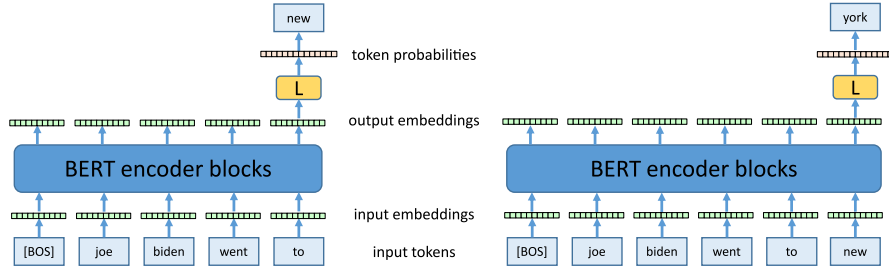 new
york
token probabilities
L
L
output embeddings
BERT encoder blocks
BERT encoder blocks
input embeddings
[BOS] joe biden went to
input tokens
[BOS] joe biden went to new